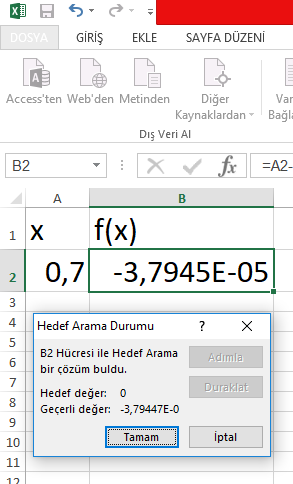 DOSYA GİRİŞ EKLE SAYFA DÜZENİ
Access'ten Web'den Metinden Diğer
Kaynaklardan
Dış Veri Al
B2 fx =A2-
A B
1 x f(x)
2 0,7 -3,7945E-05
3
4
5
6
7
8
9
10
11
12
Hedef Arama Durumu ? ×
B2 Hücresi ile Hedef Arama
bir çözüm buldu.
Adımla
Duraklat
Hedef değer: 0
Geçerli değer: -3,79447E-0
Tamam İptal